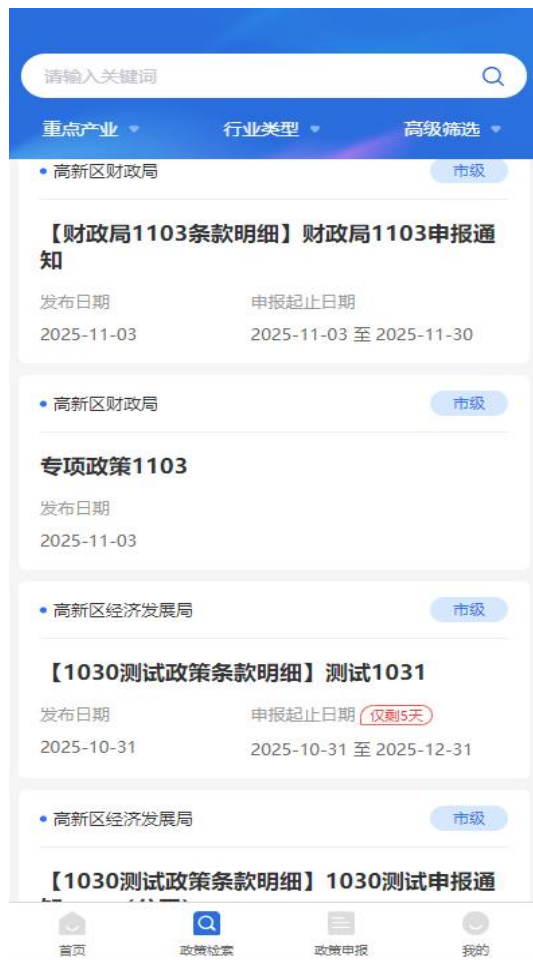 请输入关键词
重点产业 行业类型 高级筛选
高新区财政局 市级
【财政局1103条款明细】财政局1103申报通
知
发布日期 申报起止日期
2025-11-03 2025-11-03 至 2025-11-30
高新区财政局 市级
专项政策1103
发布日期
2025-11-03
高新区经济发展局 市级
【1030测试政策条款明细】测试1031
发布日期 申报起止日期 仅剩5天
2025-10-31 2025-10-31 至 2025-12-31
高新区经济发展局 市级
【1030测试政策条款明细】1030测试申报通
首页 政策检索 政策申报 我的